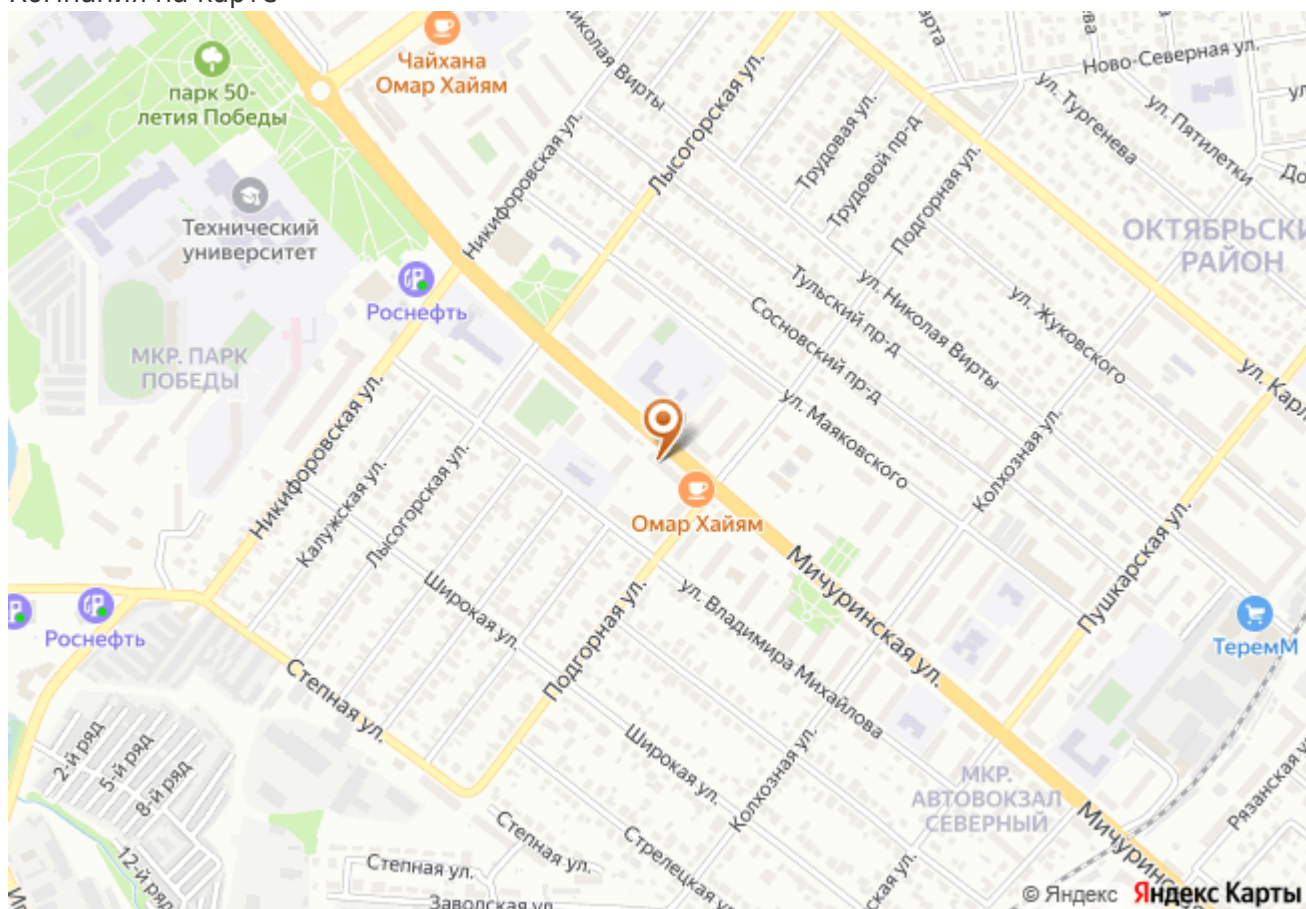 Чайхана
Омар Хайям
парк 50-
летия Победы
Николая Вирты
Лысогорская ул.
Ново-Северная ул.
ул. Тургенева
ул. Пятилетки
Трудовая ул.
Трудовой пр-д
Подгорная ул.
Никифоровская ул.
Технический
университет
Роснефть
ОКТЯБРЬСКИ
РАЙОН
МКР. ПАРК
ПОБЕДЫ
Тульский пр-д
ул. Николая Вирты
ул. Жуковского
Сосновский пр-д
ул. Маяковского
ул. Карл
Колхозная ул.
Пушкарская ул.
Никифоровская ул.
Калужская ул.
Лысогорская ул.
Омар Хайям
Мичуринская ул.
Широкая ул.
Подгорная ул.
ул. Владимира Михайлова
Роснефть
ТеремМ
Степная ул.
2-й ряд
5-й ряд
8-й ряд
12-й ряд
Широкая ул.
Колхозная ул.
МКР.
АВТОВОКЗАЛ
СЕВЕРНЫЙ
Мичуринс
Рязанская у
Степная ул.
Стрелецкая ул.
Степная ул.
© Яндекс Яндекс Карты